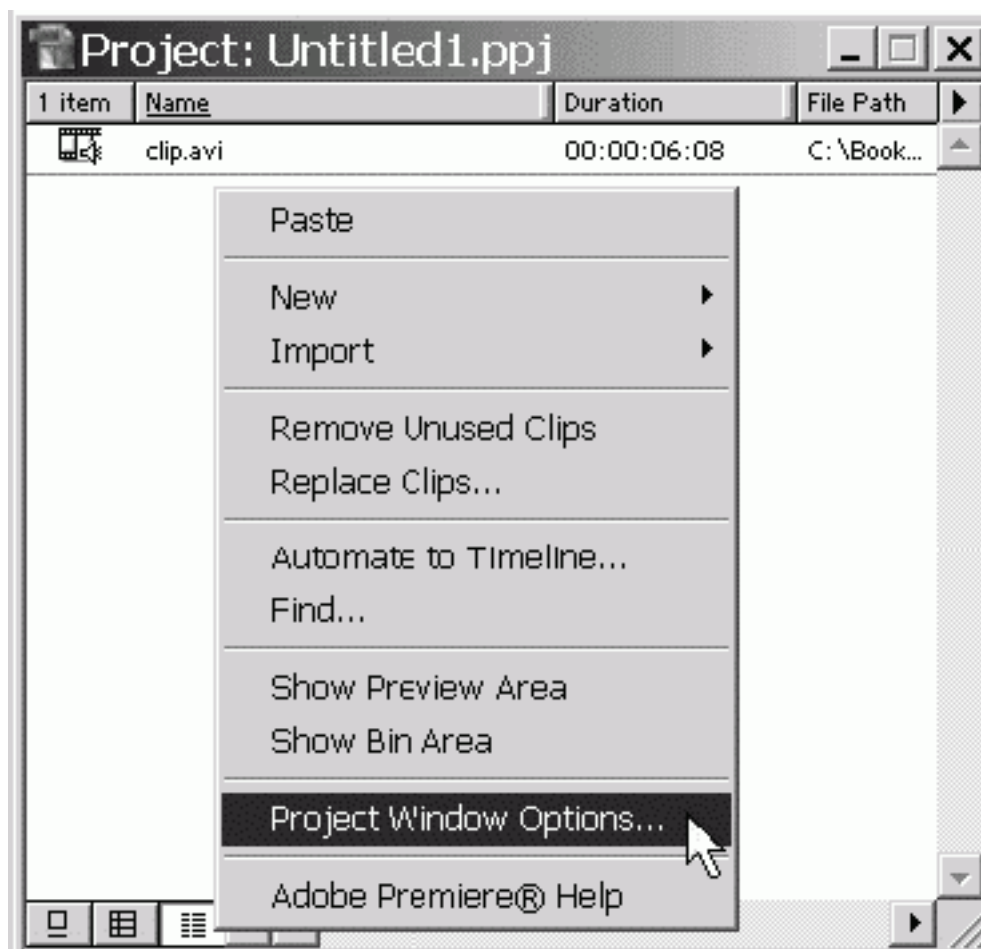 Project: Untitled1.ppj
1 item Name Duration File Path
clip.avi 00:00:06:08 C:\Book...
Paste
New
Import
Remove Unused Clips
Replace Clips...
Automate to Timeline...
Find...
Show Preview Area
Show Bin Area
Project Window Options...
Adobe Premiere® Help